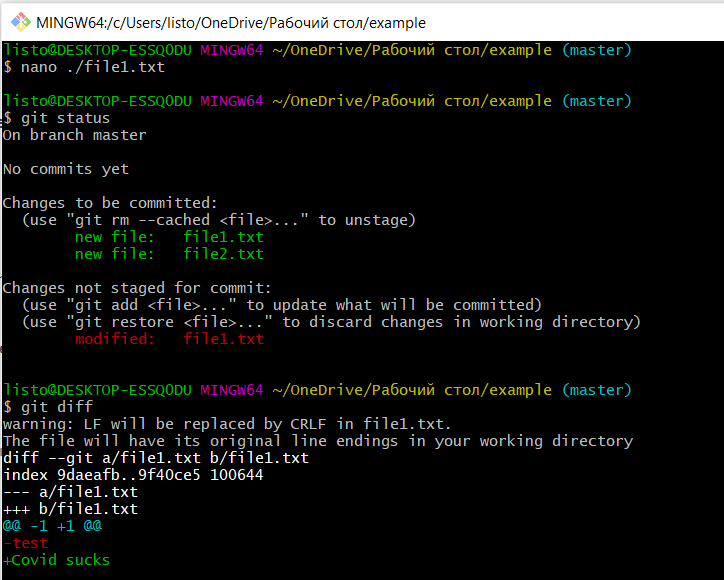 MINGW64:/c/Users/listo/OneDrive/Рабочий стол/example
listo@DESKTOP-ESSQ0DU MINGW64 ~/OneDrive/Рабочий стол/example (master)
$ nano ./file1.txt
listo@DESKTOP-ESSQ0DU MINGW64 ~/OneDrive/Рабочий стол/example (master)
$ git status
On branch master
No commits yet
Changes to be committed:
  (use "git rm --cached <file>..." to unstage)
        new file:   file1.txt
        new file:   file2.txt
Changes not staged for commit:
  (use "git add <file>..." to update what will be committed)
  (use "git restore <file>..." to discard changes in working directory)
        modified:   file1.txt
listo@DESKTOP-ESSQ0DU MINGW64 ~/OneDrive/Рабочий стол/example (master)
$ git diff
warning: LF will be replaced by CRLF in file1.txt.
The file will have its original line endings in your working directory
diff --git a/file1.txt b/file1.txt
index 9daeafb..9f40ce5 100644
--- a/file1.txt
+++ b/file1.txt
@@ -1 +1 @@
-test
+Covid sucks